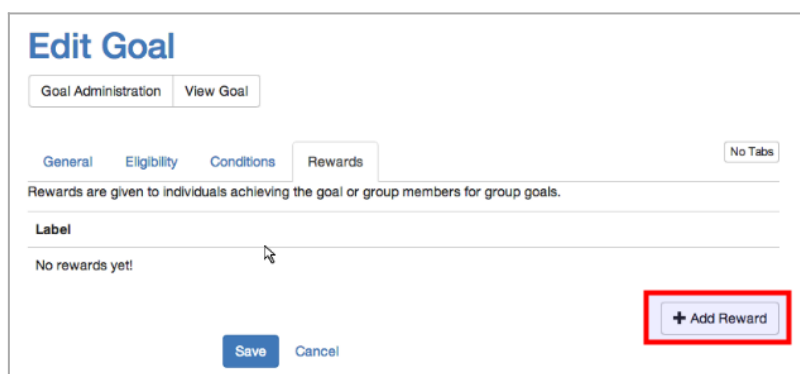 Edit Goal
Goal Administration View Goal
General Eligibility Conditions Rewards No Tabs
Rewards are given to individuals achieving the goal or group members for group goals.
Label
No rewards yet!
+ Add Reward
Save Cancel